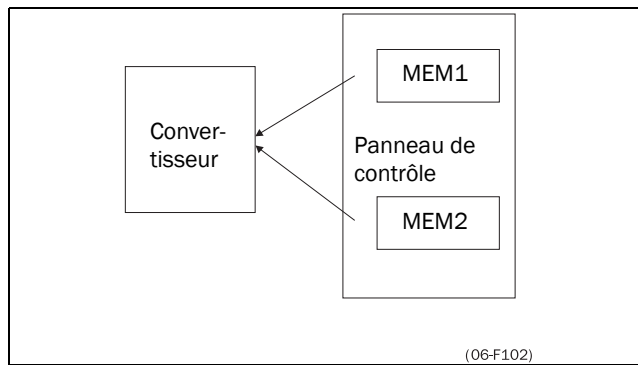 Conver-
tisseur
MEM1
Panneau de
contrôle
MEM2
(06-F102)